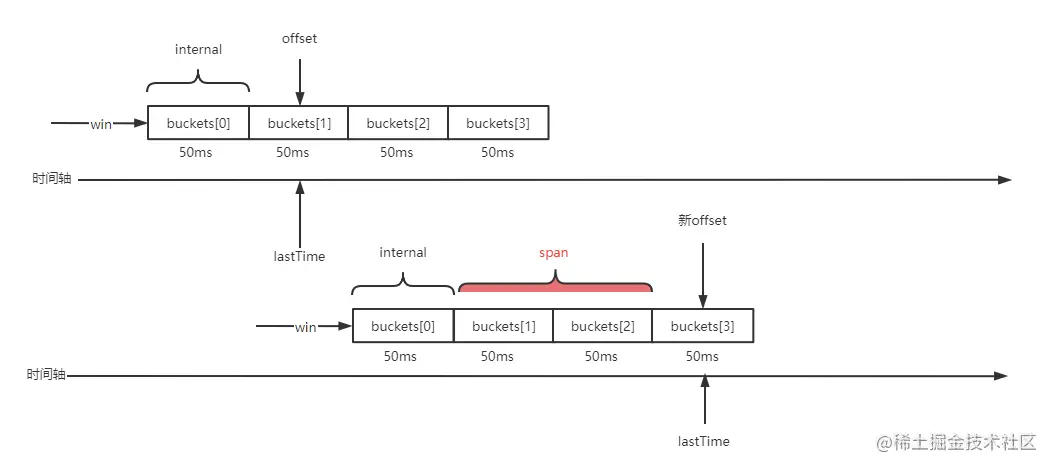 offset
internal
win
buckets[0] buckets[1] buckets[2] buckets[3]
50ms 50ms 50ms 50ms
时间轴
lastTime
新offset
internal span
win
buckets[0] buckets[1] buckets[2] buckets[3]
50ms 50ms 50ms 50ms
时间轴
lastTime
@稀土掘金技术社区